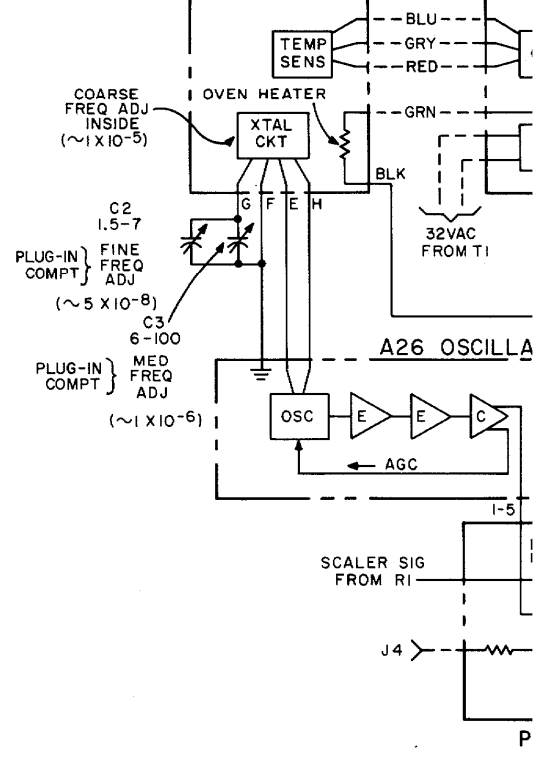 BLU
TEMP
SENS
GRY
RED
COARSE
FREQ ADJ
INSIDE
(~1 X 10-5)
OVEN HEATER
GRN
XTAL
CKT
BLK
G F E H
C2
1.5-7
32VAC
FROM T1
PLUG-IN
COMPT
FINE
FREQ
ADJ
(~5 X 10-8)
C3
6-100
A26 OSCILLA
PLUG-IN
COMPT
MED
FREQ
ADJ
(~1 X 10-6)
OSC
E
E
C
AGC
1-5
SCALER SIG
FROM R1
J4
P